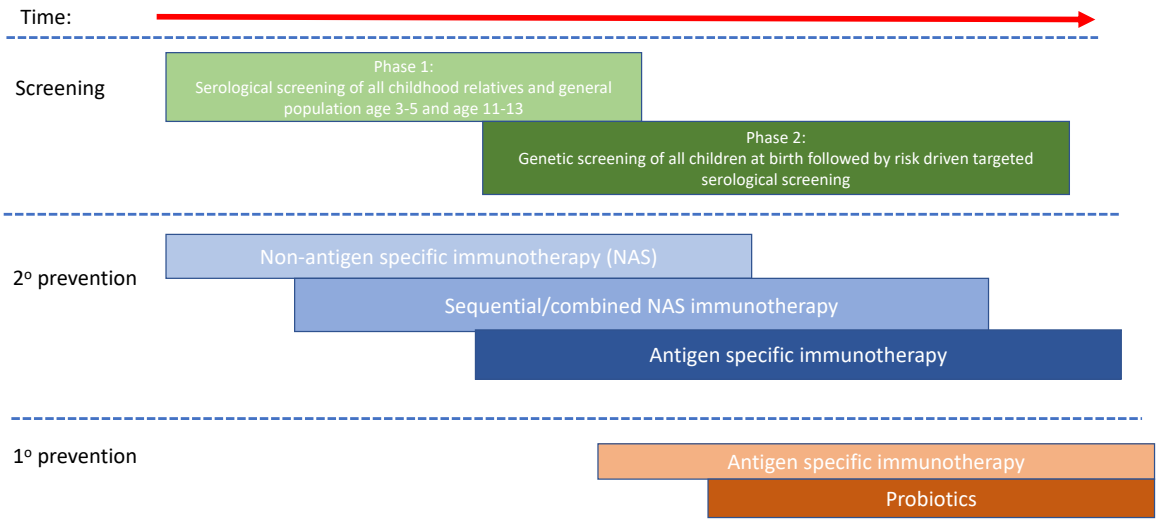 Time:
Screening
Phase 1:
Serological screening of all childhood relatives and general
population age 3-5 and age 11-13
Phase 2:
Genetic screening of all children at birth followed by risk driven targeted
serological screening
2º prevention
Non-antigen specific immunotherapy (NAS)
Sequential/combined NAS immunotherapy
Antigen specific immunotherapy
1º prevention
Antigen specific immunotherapy
Probiotics